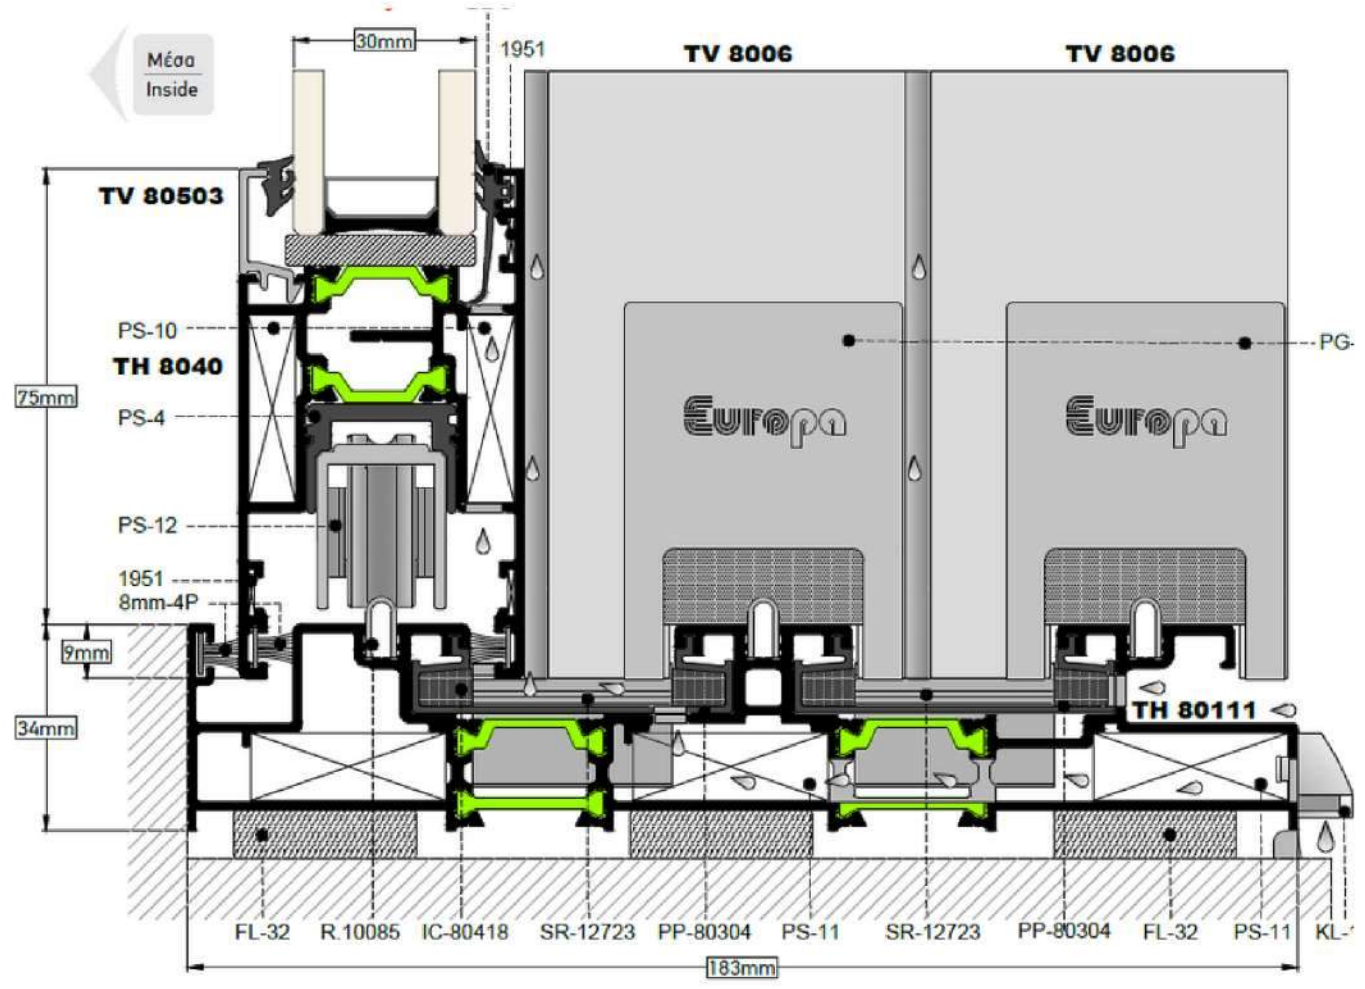 30mm
1951
TV 8006
TV 8006
Μέσα
Inside
TV 80503
PS-10
TH 8040
PG-
75mm
PS-4
Europa
Europa
PS-12
1951
8mm-4P
9mm
34mm
TH 80111
FL-32
R.10085
IC-80418
SR-12723
PP-80304
PS-11
SR-12723
PP-80304
FL-32
PS-11
KL-
183mm